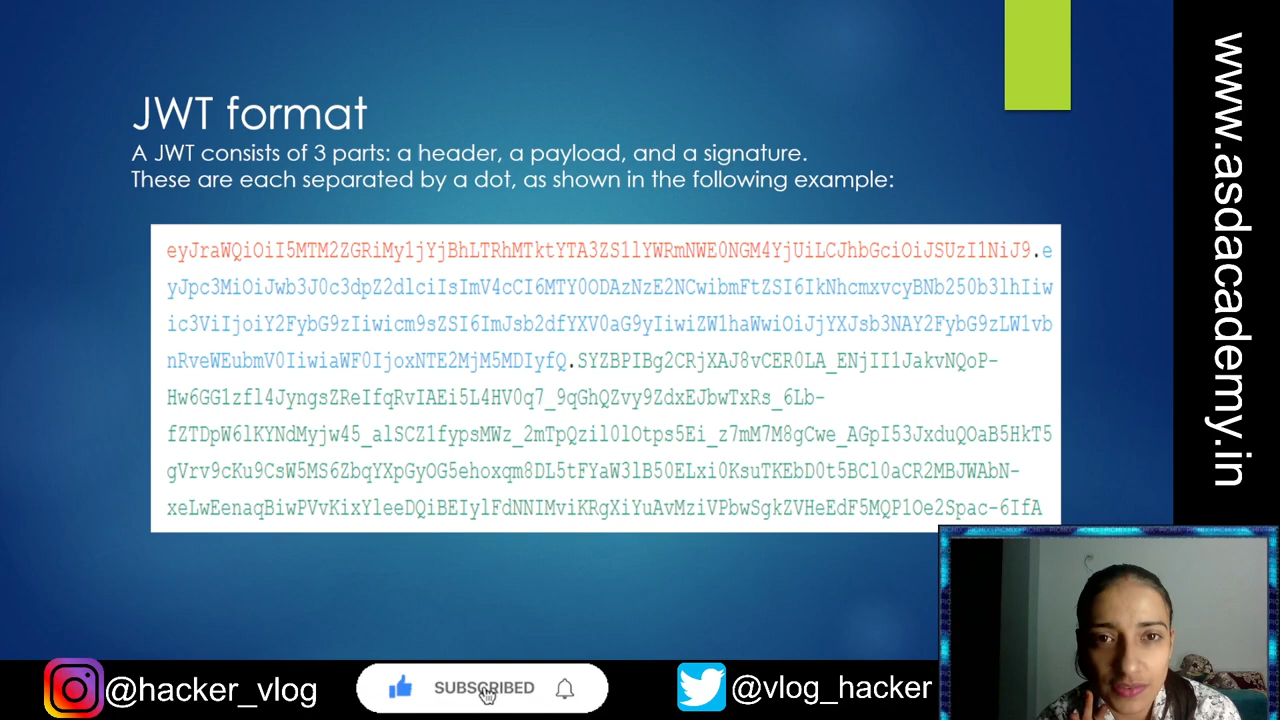 JWT format
A JWT consists of 3 parts: a header, a payload, and a signature.
These are each separated by a dot, as shown in the following example:
eyJraWQiOiI5MTM2ZGRiMy1jYjBhLTRhMTktYTA3ZS1lYWRmNWE0NGM4YjUiLCJhbGciOiJSUzI1NiJ9.e
yJpc3MiOiJwb3J0c3dpZ2dlciIsImV4cCI6MTY0ODAzNzE2NCwibmFtZSI6IkNhcmxvcyBNb250b3lhIiw
ic3ViIjoiY2FybG9zIiwicm9sZSI6ImJsb2dfYXV0aG9yIiwiZW1haWwiOiJjYXJsb3NAY2FybG9zLW1vb
nRveWEubmV0IiwiaWF0IjoxNTE2MjM5MDIyfQ.SYZBPIBg2CRjXAJ8vCER0LA_ENjII1JakvNQoP-
Hw6GG1zfl4JyngsZReIfqRvIAEi5L4HV0q7_9qGhQZvy9ZdxEJbwTxRs_6Lb-
fZTDpW6lKYNdMyjw45_alSCZ1fypsMWz_2mTpQzil0lOtps5Ei_z7mM7M8gCwe_AGpI53JxduQOaB5HkT5
gVrv9cKu9CsW5MS6ZbqYXpGyOG5ehoxqm8DL5tFYaW3lB50ELxi0KsuTKEbD0t5BCl0aCR2MBJWAbN-
xeLwEenaqBiwPVvKixYleeDQiBEIylFdNNIMviKRgXiYuAvMziVPbwSgkZVHeEdF5MQP1Oe2Spac-6IfA
www.asdacademy.in
@hacker_vlog
SUBSCRIBED
@vlog_hacker